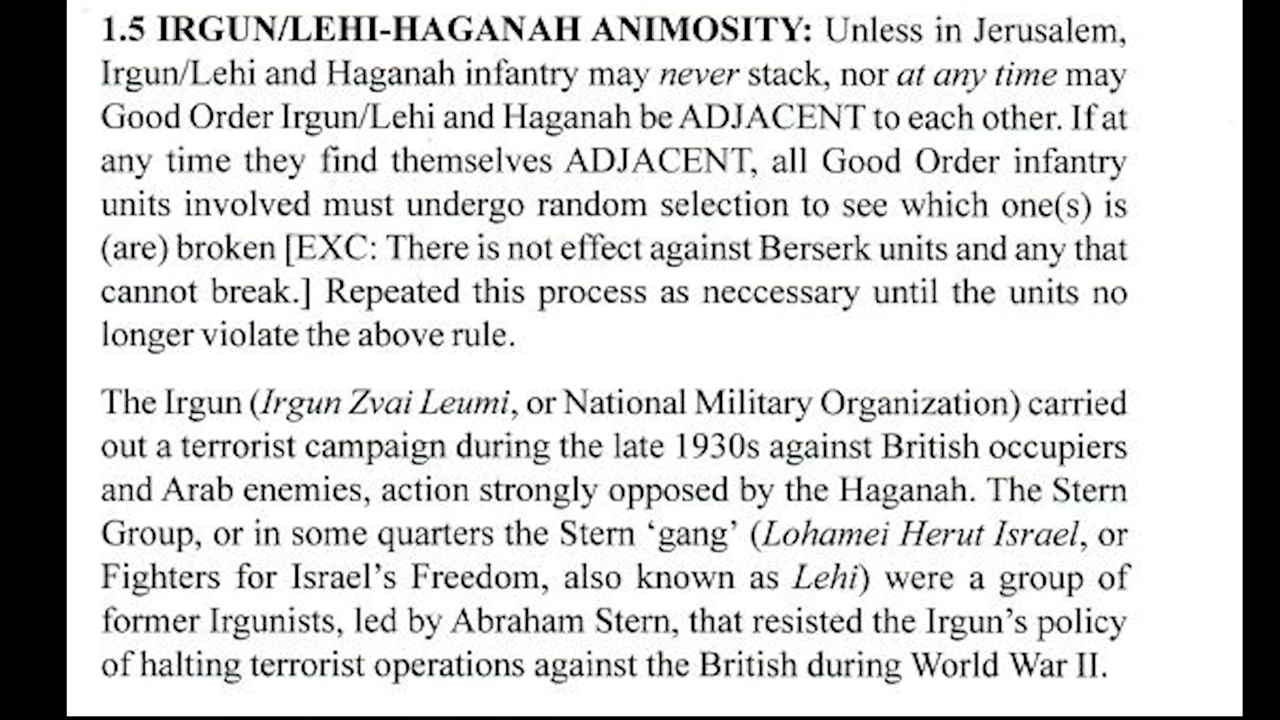 1.5 IRGUN/LEHI-HAGANAH ANIMOSITY: Unless in Jerusalem,
Irgun/Lehi and Haganah infantry may never stack, nor at any time may
Good Order Irgun/Lehi and Haganah be ADJACENT to each other. If at
any time they find themselves ADJACENT, all Good Order infantry
units involved must undergo random selection to see which one(s) is
(are) broken [EXC: There is not effect against Berserk units and any that
cannot break.] Repeated this process as neccessary until the units no
longer violate the above rule.
The Irgun (Irgun Zvai Leumi, or National Military Organization) carried
out a terrorist campaign during the late 1930s against British occupiers
and Arab enemies, action strongly opposed by the Haganah. The Stern
Group, or in some quarters the Stern ‘gang’ (Lohamei Herut Israel, or
Fighters for Israel’s Freedom, also known as Lehi) were a group of
former Irgunists, led by Abraham Stern, that resisted the Irgun’s policy
of halting terrorist operations against the British during World War II.